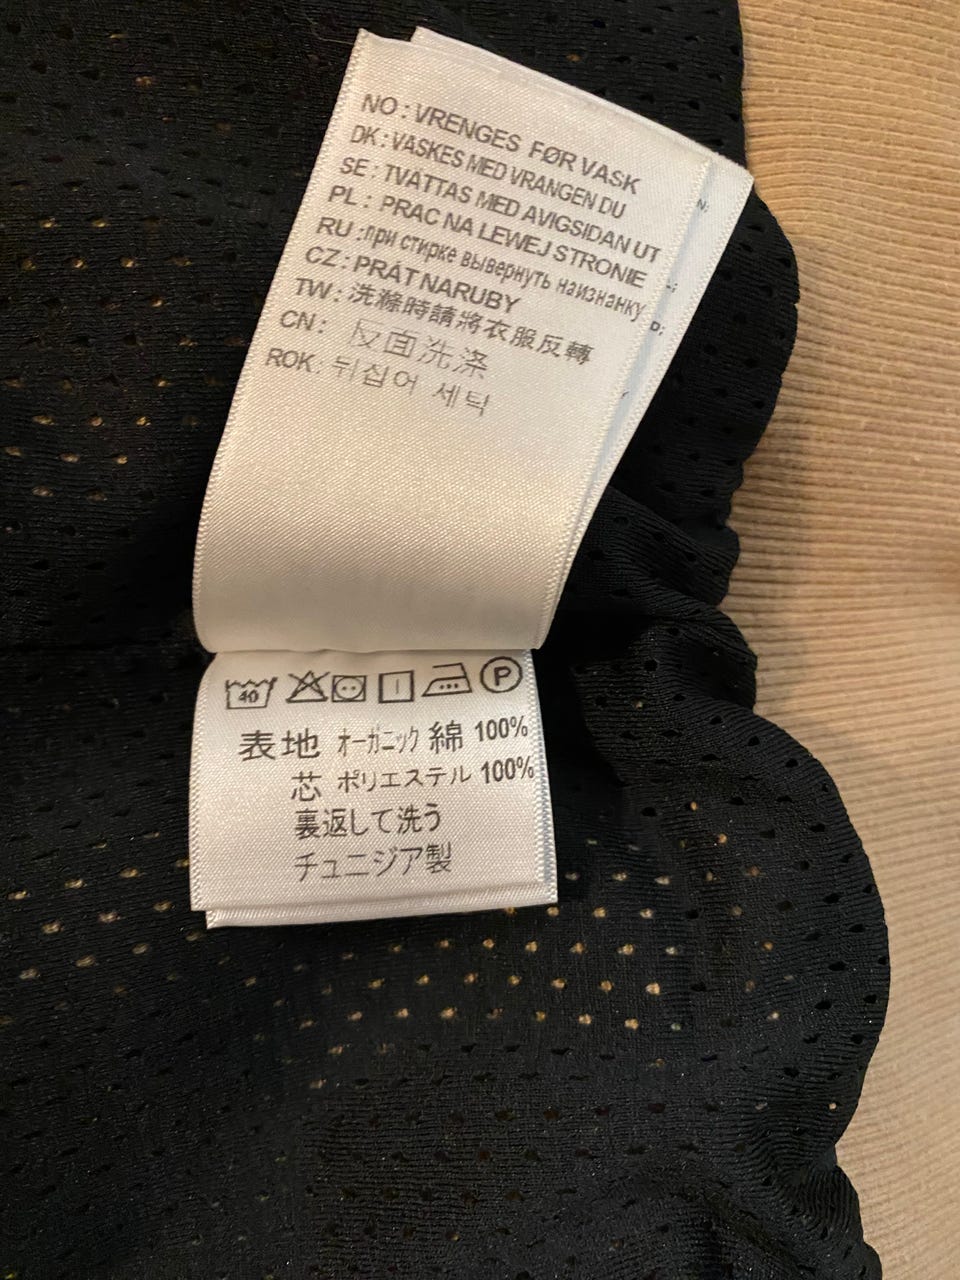 NO : VRENGES FØR VASK
DK : VASKES MED VRANGEN DU
SE : TVATTAS MED AVIGSIDAN UT
PL : PRAC NA LEWEJ STRONIE
RU : при стирке вывернуть наизнанку
CZ : PRÁT NARUBY
TW : 洗滌時請將衣服反轉
CN : 反面洗涤
ROK : 뒤집어 세탁
40 P
表地 オーガニック 綿 100%
芯 ポリエステル 100%
裏返して洗う
チュニジア製